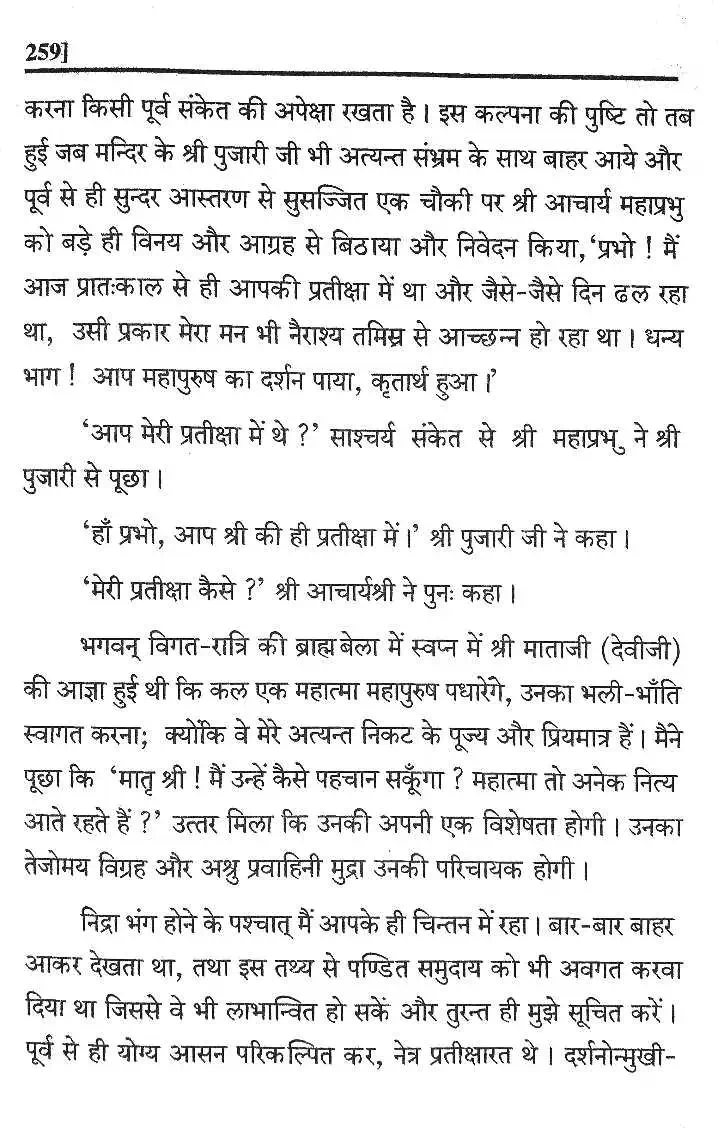 259]
करना किसी पूर्व संकेत की अपेक्षा रखता है। इस कल्पना की पुष्टि तो तब
हुई जब मन्दिर के श्री पुजारी जी भी अत्यन्त संभ्रम के साथ बाहर आये और
पूर्व से ही सुन्दर आस्तरण से सुसज्जित एक चौकी पर श्री आचार्य महाप्रभु
को बड़े ही विनय और आग्रह से बिठाया और निवेदन किया, ‘प्रभो ! मैं
आज प्रातःकाल से ही आपकी प्रतीक्षा में था और जैसे-जैसे दिन ढल रहा
था, उसी प्रकार मेरा मन भी नैराश्य तमिस्र से आच्छन्न हो रहा था। धन्य
भाग ! आप महापुरुष का दर्शन पाया, कृतार्थ हुआ।’
‘आप मेरी प्रतीक्षा में थे ?’ साश्चर्य संकेत से श्री महाप्रभु ने श्री
पुजारी से पूछा।
‘हाँ प्रभो, आप श्री की ही प्रतीक्षा में।’ श्री पुजारी जी ने कहा।
‘मेरी प्रतीक्षा कैसे ?’ श्री आचार्यश्री ने पुनः कहा।
भगवन् विगत-रात्रि की ब्राह्मबेला में स्वप्न में श्री माताजी (देवीजी)
की आज्ञा हुई थी कि कल एक महात्मा महापुरुष पधारेंगे, उनका भली-भाँति
स्वागत करना; क्योंकि वे मेरे अत्यन्त निकट के पूज्य और प्रियमात्र हैं। मैंने
पूछा कि ‘मातृ श्री ! मैं उन्हें कैसे पहचान सकूँगा ? महात्मा तो अनेक नित्य
आते रहते हैं ?’ उत्तर मिला कि उनकी अपनी एक विशेषता होगी। उनका
तेजोमय विग्रह और अश्रु प्रवाहिनी मुद्रा उनकी परिचायक होगी।
निद्रा भंग होने के पश्चात् मैं आपके ही चिन्तन में रहा। बार-बार बाहर
आकर देखता था, तथा इस तथ्य से पण्डित समुदाय को भी अवगत करवा
दिया था जिससे वे भी लाभान्वित हो सकें और तुरन्त ही मुझे सूचित करें।
पूर्व से ही योग्य आसन परिकल्पित कर, नेत्र प्रतीक्षारत थे। दर्शनोन्मुखी-